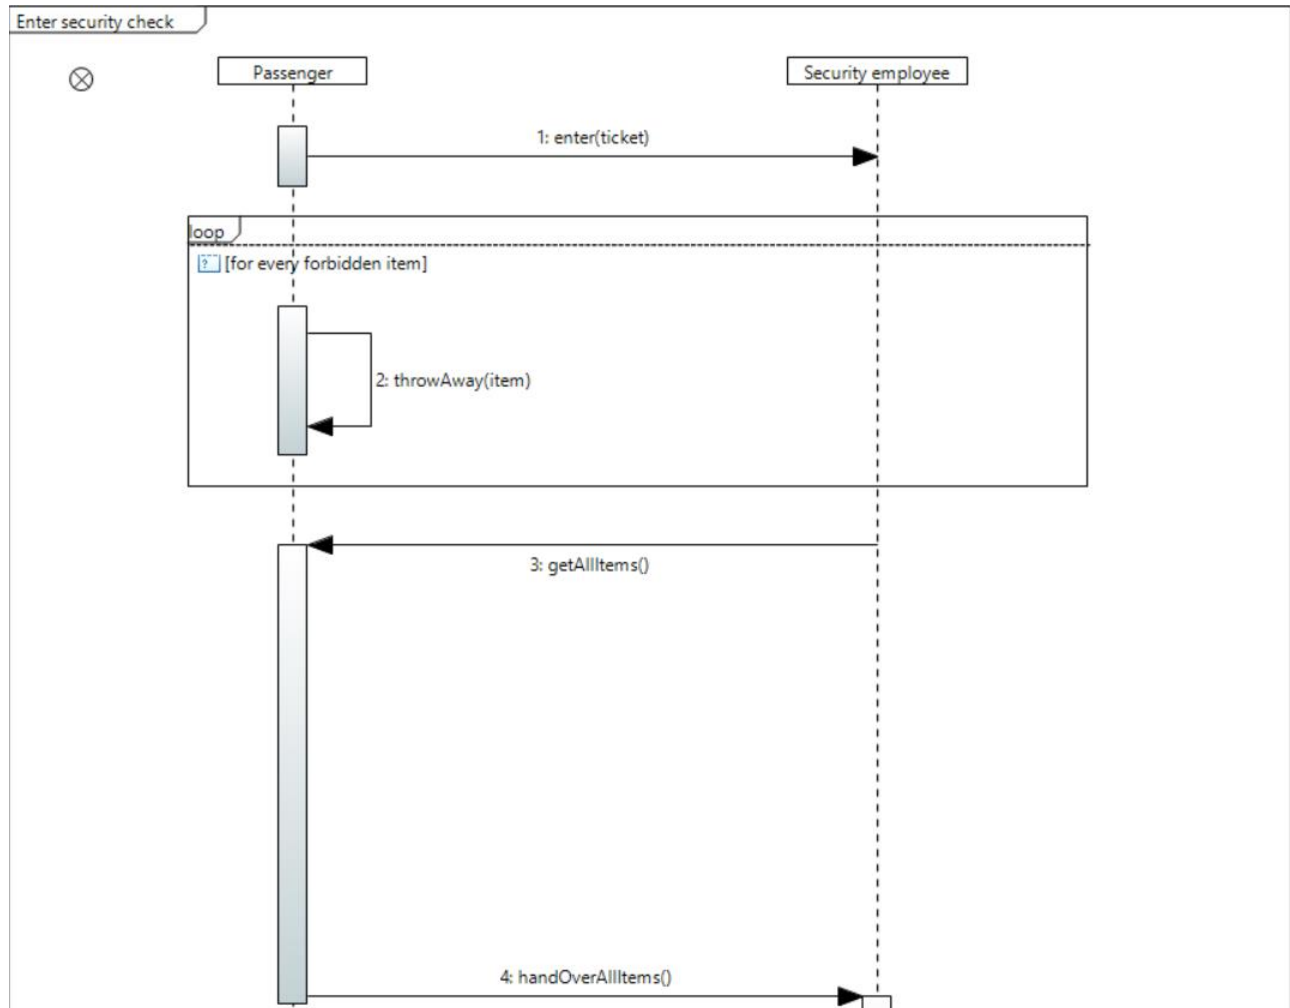 Enter security check
Passenger
Security employee
1: enter(ticket)
loop
? [for every forbidden item]
2: throwAway(item)
3: getAllItems()
4: handOverAllItems()